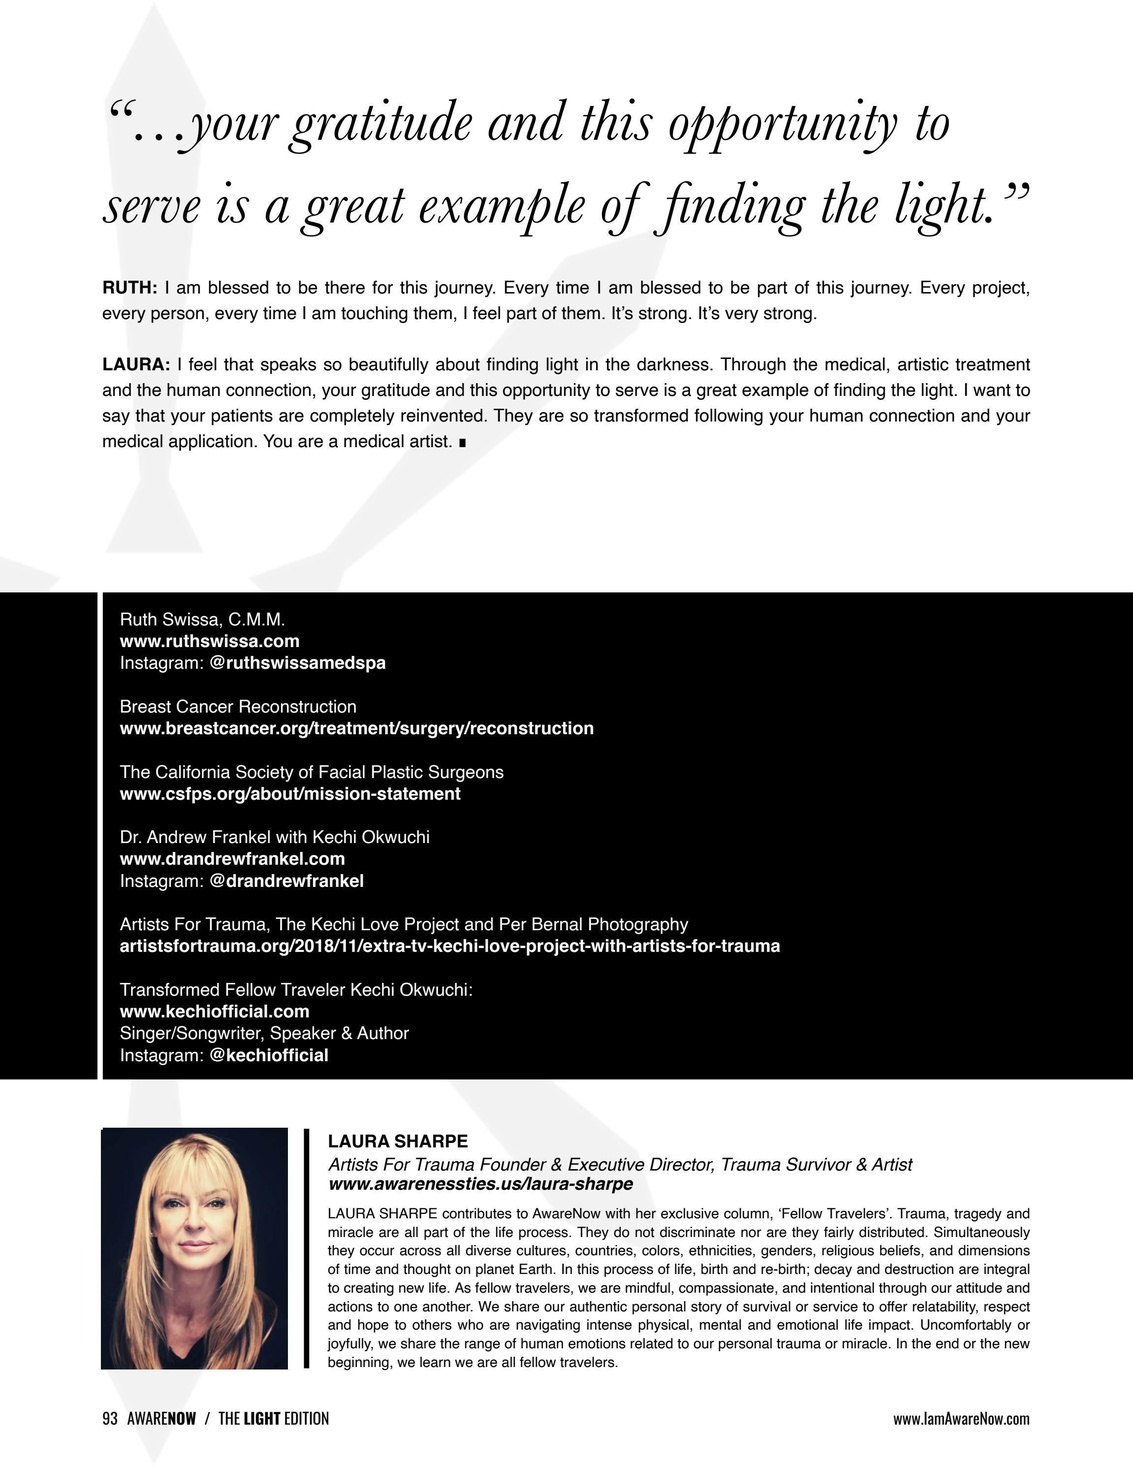 “…your gratitude and this opportunity to
serve is a great example of finding the light.”
RUTH: I am blessed to be there for this journey. Every time I am blessed to be part of this journey. Every project,
every person, every time I am touching them, I feel part of them. It’s strong. It’s very strong.
LAURA: I feel that speaks so beautifully about finding light in the darkness. Through the medical, artistic treatment
and the human connection, your gratitude and this opportunity to serve is a great example of finding the light. I want to
say that your patients are completely reinvented. They are so transformed following your human connection and your
medical application. You are a medical artist. ∎
Ruth Swissa, C.M.M.
www.ruthswissa.com
Instagram: @ruthswissamedspa
Breast Cancer Reconstruction
www.breastcancer.org/treatment/surgery/reconstruction
The California Society of Facial Plastic Surgeons
www.csfps.org/about/mission-statement
Dr. Andrew Frankel with Kechi Okwuchi
www.drandrewfrankel.com
Instagram: @drandrewfrankel
Artists For Trauma, The Kechi Love Project and Per Bernal Photography
artistsfortrauma.org/2018/11/extra-tv-kechi-love-project-with-artists-for-trauma
Transformed Fellow Traveler Kechi Okwuchi:
www.kechiofficial.com
Singer/Songwriter, Speaker & Author
Instagram: @kechiofficial
LAURA SHARPE
Artists For Trauma Founder & Executive Director, Trauma Survivor & Artist
www.awarenessties.us/laura-sharpe
LAURA SHARPE contributes to AwareNow with her exclusive column, ‘Fellow Travelers’. Trauma, tragedy and
miracle are all part of the life process. They do not discriminate nor are they fairly distributed. Simultaneously
they occur across all diverse cultures, countries, colors, ethnicities, genders, religious beliefs, and dimensions
of time and thought on planet Earth. In this process of life, birth and re-birth; decay and destruction are integral
to creating new life. As fellow travelers, we are mindful, compassionate, and intentional through our attitude and
actions to one another. We share our authentic personal story of survival or service to offer relatability, respect
and hope to others who are navigating intense physical, mental and emotional life impact. Uncomfortably or
joyfully, we share the range of human emotions related to our personal trauma or miracle. In the end or the new
beginning, we learn we are all fellow travelers.
93 AWARENOW / THE LIGHT EDITION
www.IamAwareNow.com